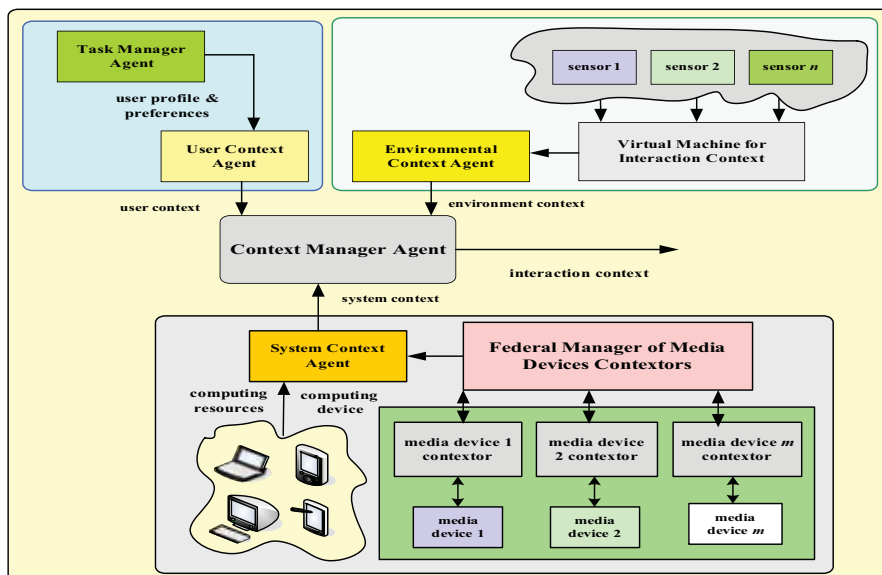 Task Manager
Agent
user profile &
preferences
User Context
Agent
user context
sensor 1
sensor 2
sensor n
Virtual Machine for
Interaction Context
Environmental
Context Agent
environment context
Context Manager Agent
interaction context
system context
System Context
Agent
Federal Manager of Media
Devices Contextors
computing
resources
computing
device
media device 1
contextor
media device
2 contextor
media device m
contextor
media
device 1
media
device 2
media
device m